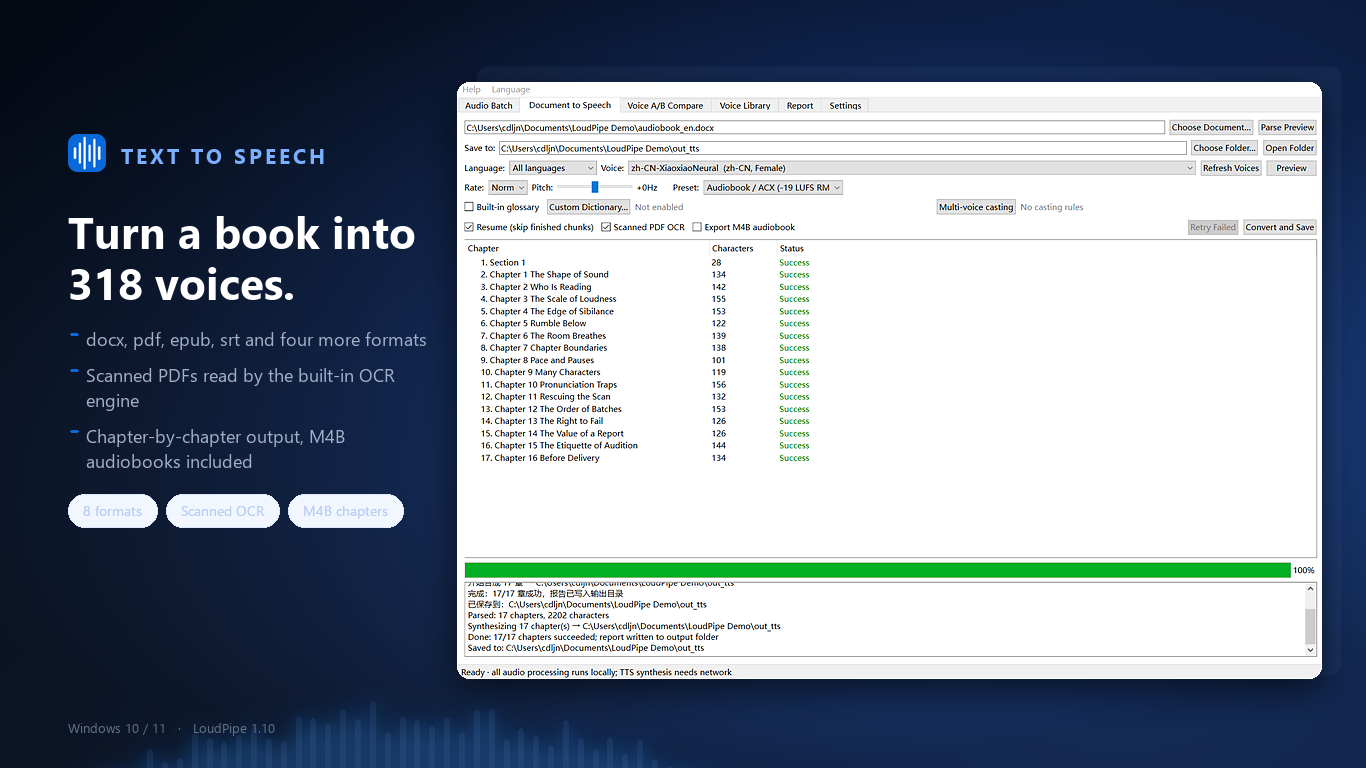 TEXT TO SPEECH
Turn a book into
318 voices.
docx, pdf, epub, srt and four more formats
Scanned PDFs read by the built-in OCR
engine
Chapter-by-chapter output, M4B
audiobooks included
8 formats Scanned OCR M4B chapters
Windows 10 / 11 · LoudPipe 1.10
Help Language
Audio Batch Document to Speech Voice A/B Compare Voice Library Report Settings
C:\Users\cdljn\Documents\LoudPipe Demo\audiobook_en.docx Choose Document... Parse Preview
Save to: C:\Users\cdljn\Documents\LoudPipe Demo\out_tts Choose Folder... Open Folder
Language: All languages Voice: zh-CN-XiaoxiaoNeural (zh-CN, Female) Refresh Voices Preview
Rate: Norm Pitch: +0Hz Preset: Audiobook / ACX (-19 LUFS RM
Built-in glossary Custom Dictionary... Not enabled Multi-voice casting No casting rules
Resume (skip finished chunks) Scanned PDF OCR Export M4B audiobook Retry Failed Convert and Save
Chapter Characters Status
1. Section 1 28 Success
2. Chapter 1 The Shape of Sound 134 Success
3. Chapter 2 Who Is Reading 142 Success
4. Chapter 3 The Scale of Loudness 155 Success
5. Chapter 4 The Edge of Sibilance 153 Success
6. Chapter 5 Rumble Below 122 Success
7. Chapter 6 The Room Breathes 139 Success
8. Chapter 7 Chapter Boundaries 138 Success
9. Chapter 8 Pace and Pauses 101 Success
10. Chapter 9 Many Characters 119 Success
11. Chapter 10 Pronunciation Traps 156 Success
12. Chapter 11 Rescuing the Scan 132 Success
13. Chapter 12 The Order of Batches 153 Success
14. Chapter 13 The Right to Fail 126 Success
15. Chapter 14 The Value of a Report 126 Success
16. Chapter 15 The Etiquette of Audition 144 Success
17. Chapter 16 Before Delivery 134 Success
100%
17 章 → C:\Users\cdljn\Documents\LoudPipe Demo\out_tts
完成：17/17 章成功，报告已写入输出目录
已保存到：C:\Users\cdljn\Documents\LoudPipe Demo\out_tts
Parsed: 17 chapters, 2202 characters
Synthesizing 17 chapter(s) → C:\Users\cdljn\Documents\LoudPipe Demo\out_tts
Done: 17/17 chapters succeeded; report written to output folder
Saved to: C:\Users\cdljn\Documents\LoudPipe Demo\out_tts
Ready · all audio processing runs locally; TTS synthesis needs network